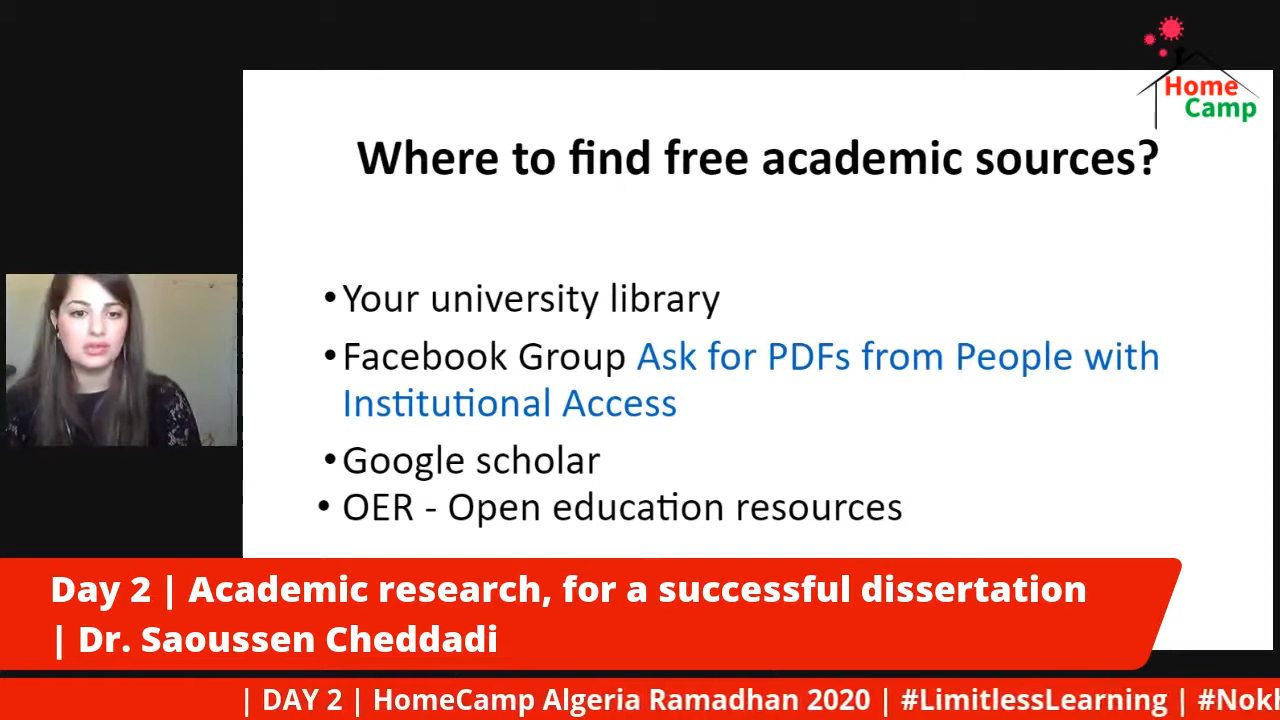 Home
Camp
Where to find free academic sources?
•Your university library
•Facebook Group Ask for PDFs from People with
Institutional Access
•Google scholar
• OER - Open education resources
Day 2 | Academic research, for a successful dissertation
| Dr. Saoussen Cheddadi
| DAY 2 | HomeCamp Algeria Ramadhan 2020 | #LimitlessLearning |